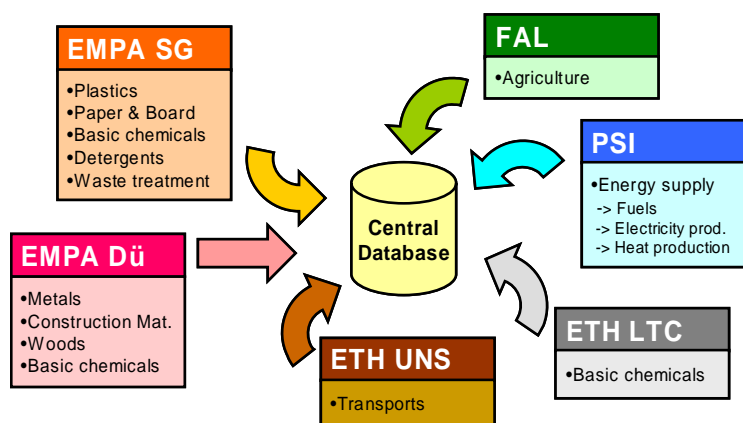 EMPA SG
•Plastics
•Paper & Board
•Basic chemicals
•Detergents
•Waste treatment
FAL
•Agriculture
PSI
•Energy supply
-> Fuels
-> Electricity prod.
-> Heat production
Central
Database
EMPA Dü
•Metals
•Construction Mat.
•Woods
•Basic chemicals
ETH UNS
•Transports
ETH LTC
•Basic chemicals